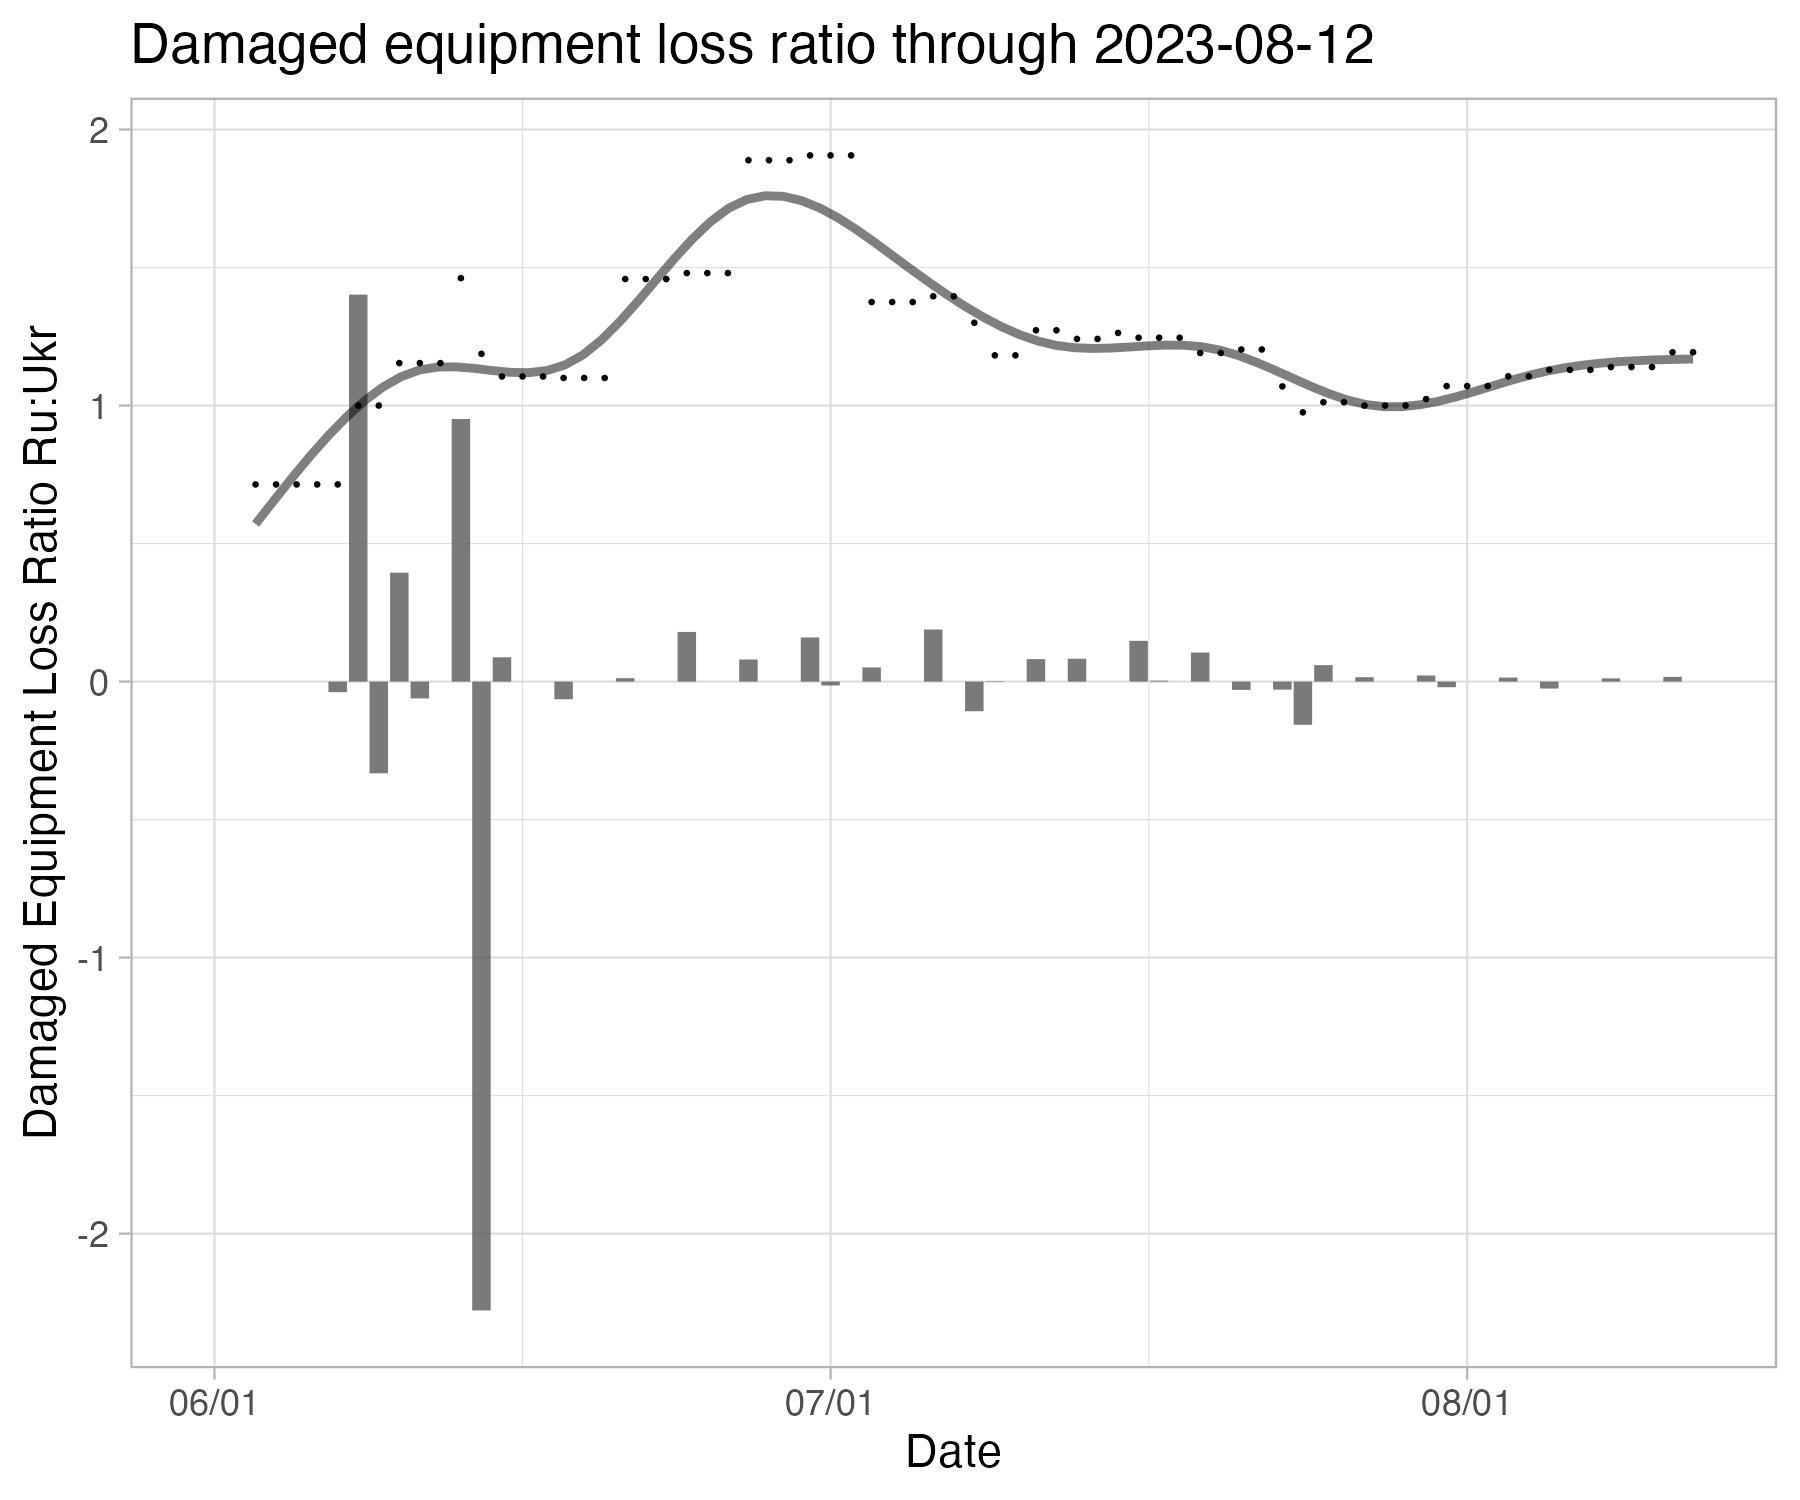 Damaged equipment loss ratio through 2023-08-12
Damaged Equipment Loss Ratio Ru:Ukr
2
1
0
-1
-2
06/01
07/01
08/01
Date